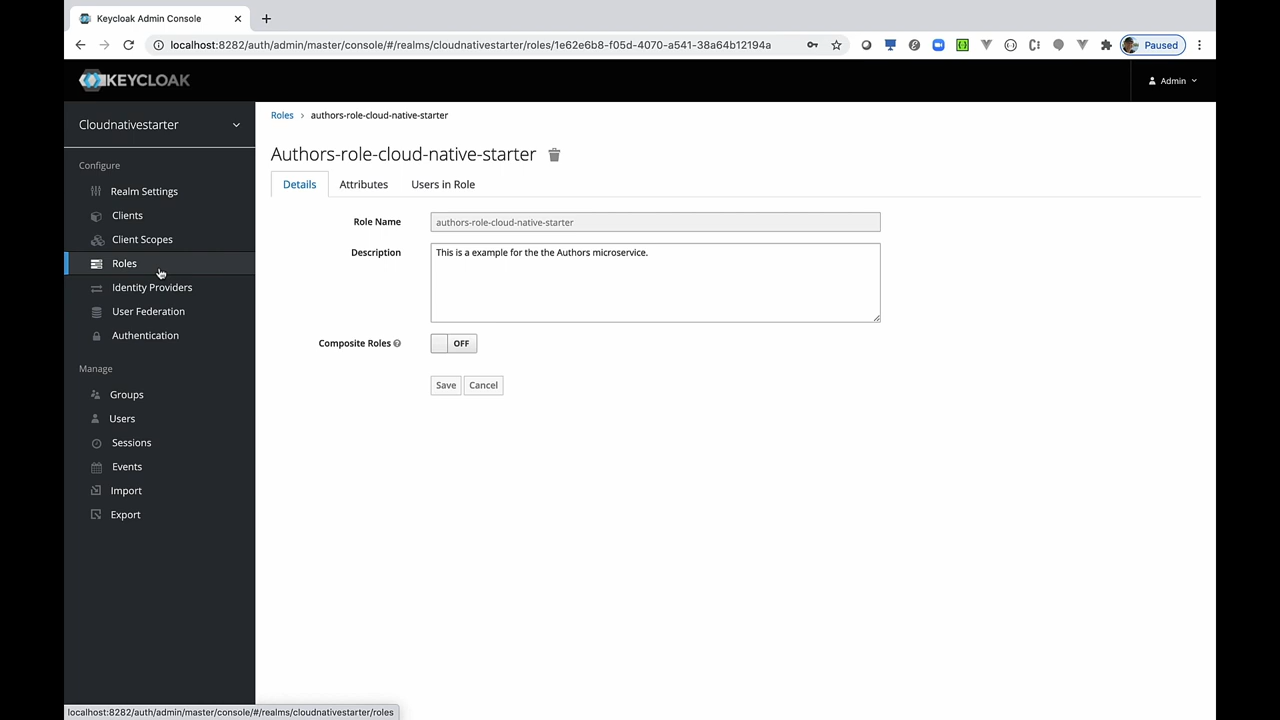 Keycloak Admin Console
localhost:8282/auth/admin/master/console/#/realms/cloudnativestarter/roles/1e62e6b8-f05d-4070-a541-38a64b12194a
Paused
KEYCLOAK
Admin
Cloudnativestarter
Configure
Realm Settings
Clients
Client Scopes
Roles
Identity Providers
User Federation
Authentication
Manage
Groups
Users
Sessions
Events
Import
Export
Roles > authors-role-cloud-native-starter
Authors-role-cloud-native-starter
Details Attributes Users in Role
Role Name authors-role-cloud-native-starter
Description This is a example for the the Authors microservice.
Composite Roles OFF
Save Cancel
localhost:8282/auth/admin/master/console/#/realms/cloudnativestarter/roles